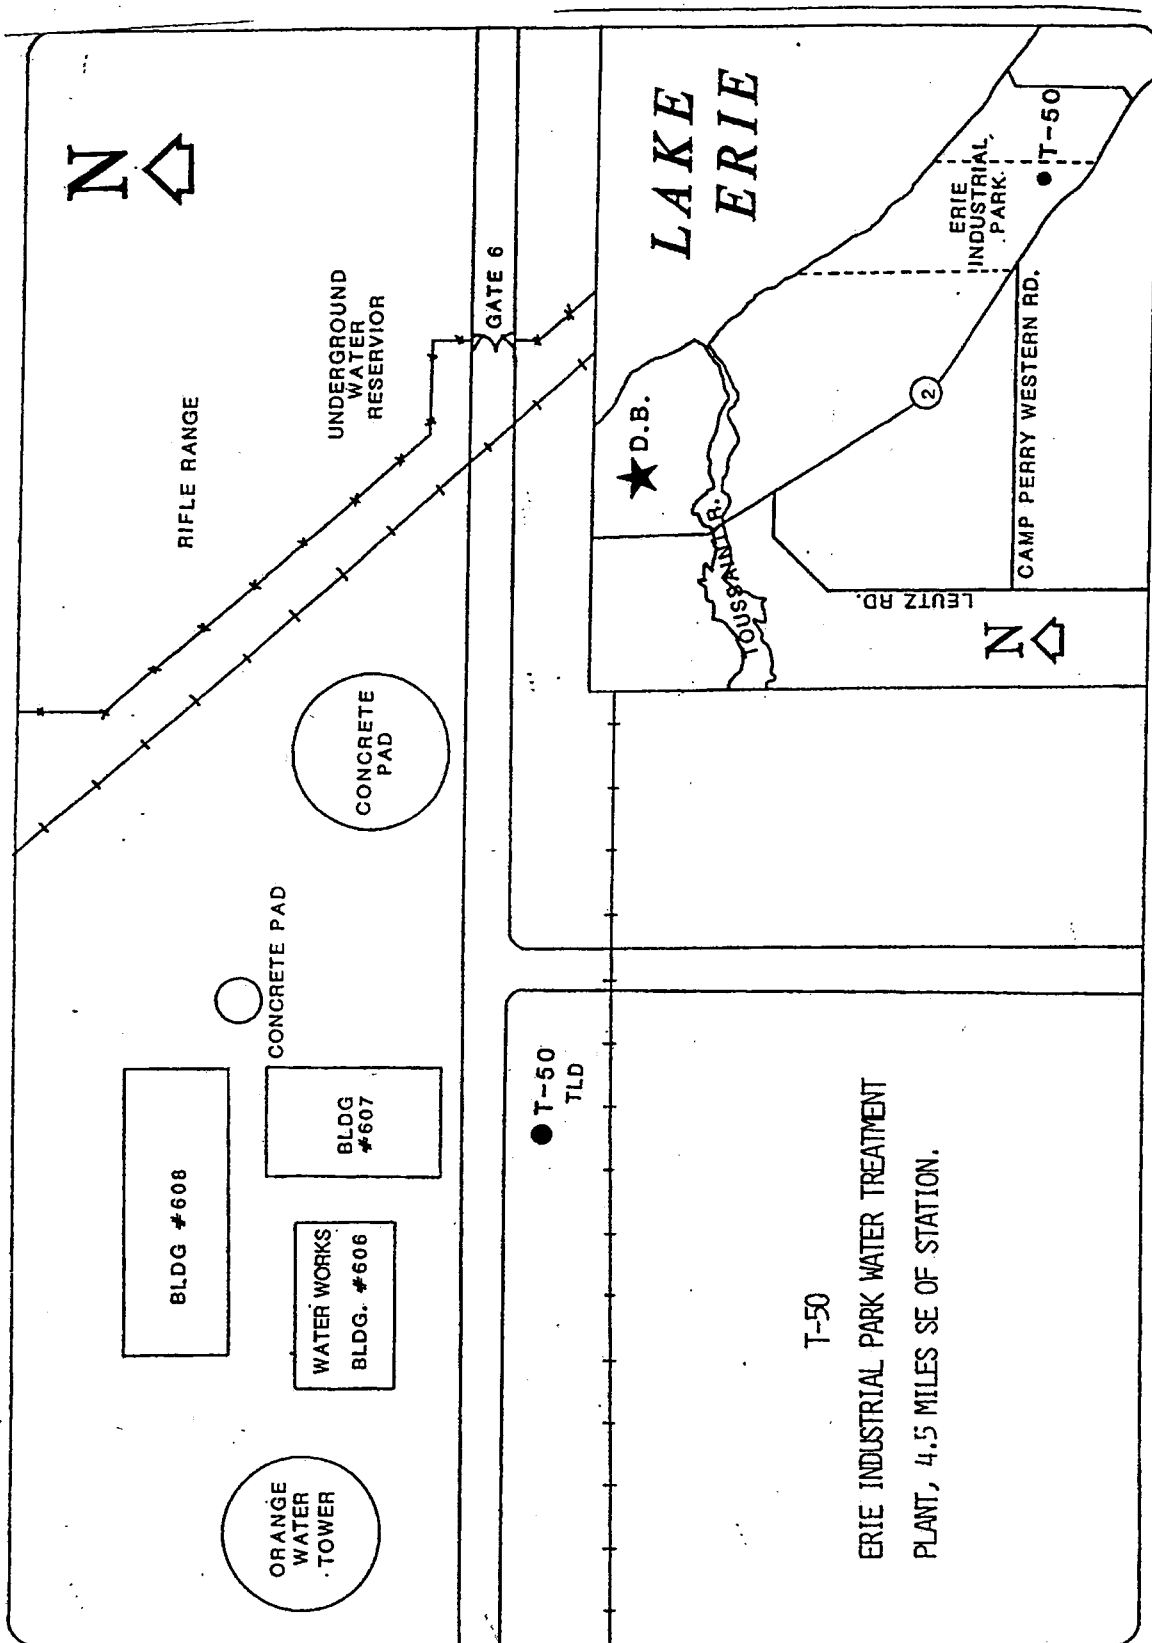 N
RIFLE RANGE
UNDERGROUND
WATER
RESERVIOR
GATE 6
CONCRETE
PAD
CONCRETE PAD
BLDG #608
BLDG
#607
WATER WORKS
BLDG. #606
ORANGE
WATER
TOWER
T-50
TLD
T-50
ERIE INDUSTRIAL PARK WATER TREATMENT
PLANT, 4.5 MILES SE OF STATION.
LAKE
ERIE
D.B.
TOUSSAINT R.
2
ERIE
INDUSTRIAL
PARK
T-50
CAMP PERRY WESTERN RD.
LEUTZ RD.
N